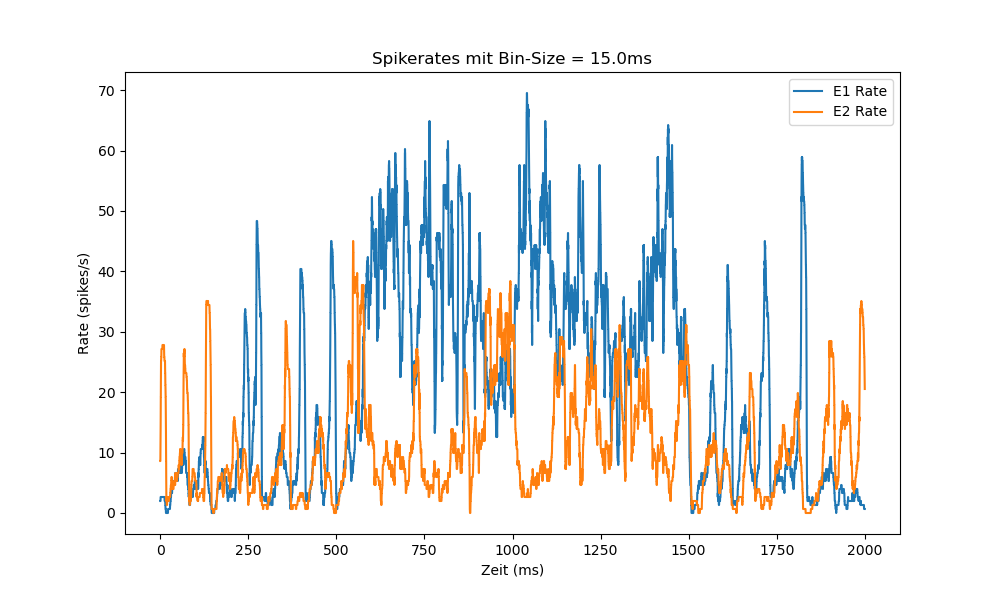 Spikerates mit Bin-Size = 15.0ms
E1 Rate
E2 Rate
Rate (spikes/s)
70
60
50
40
30
20
10
0
0 250 500 750 1000 1250 1500 1750 2000
Zeit (ms)